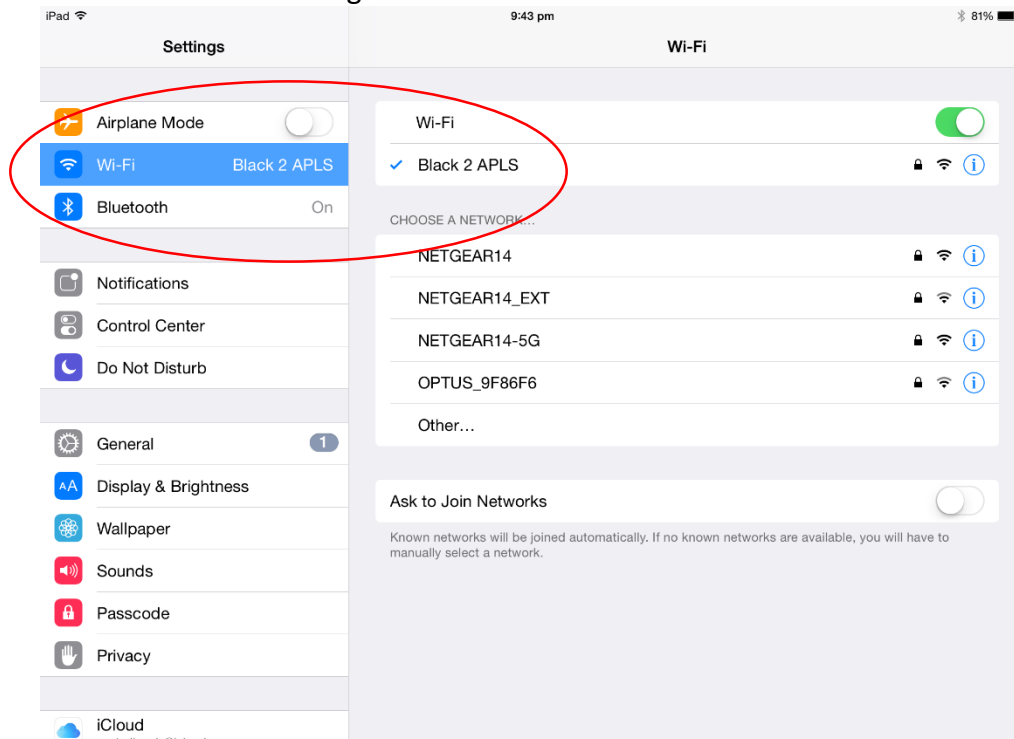 iPad 9:43 pm 81%
Settings
Airplane Mode
Wi-Fi Black 2 APLS
Bluetooth On
Notifications
Control Center
Do Not Disturb
General 1
AA Display & Brightness
Wallpaper
Sounds
Passcode
Privacy
iCloud
Wi-Fi
Wi-Fi
Black 2 APLS
CHOOSE A NETWORK...
NETGEAR14
NETGEAR14_EXT
NETGEAR14-5G
OPTUS_9F86F6
Other...
Ask to Join Networks
Known networks will be joined automatically. If no known networks are available, you will have to
manually select a network.